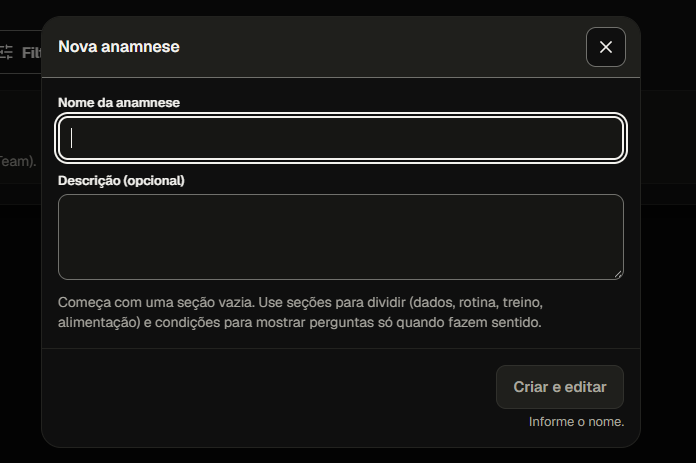 Nova anamnese
Nome da anamnese
Team).
Descrição (opcional)
Começa com uma seção vazia. Use seções para dividir (dados, rotina, treino,
alimentação) e condições para mostrar perguntas só quando fazem sentido.
Criar e editar
Informe o nome.